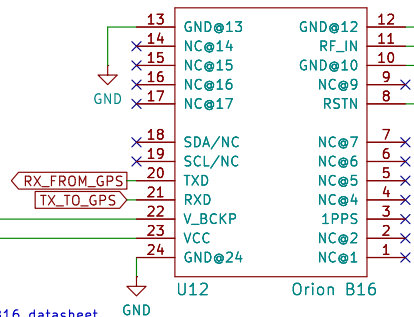 13 GND@13 GND@12 12
14 NC@14 RF_IN 11
15 NC@15 GND@10 10
GND 16 NC@16 NC@9 9
17 NC@17 RSTN 8
18 SDA/NC NC@7 7
19 SCL/NC NC@6 6
RX_FROM_GPS 20 TXD NC@5 5
TX_TO_GPS 21 RXD NC@4 4
22 V_BCKP 1PPS 3
23 VCC NC@2 2
24 GND@24 NC@1 1
U12 Orion B16
GND
B16 datasheet